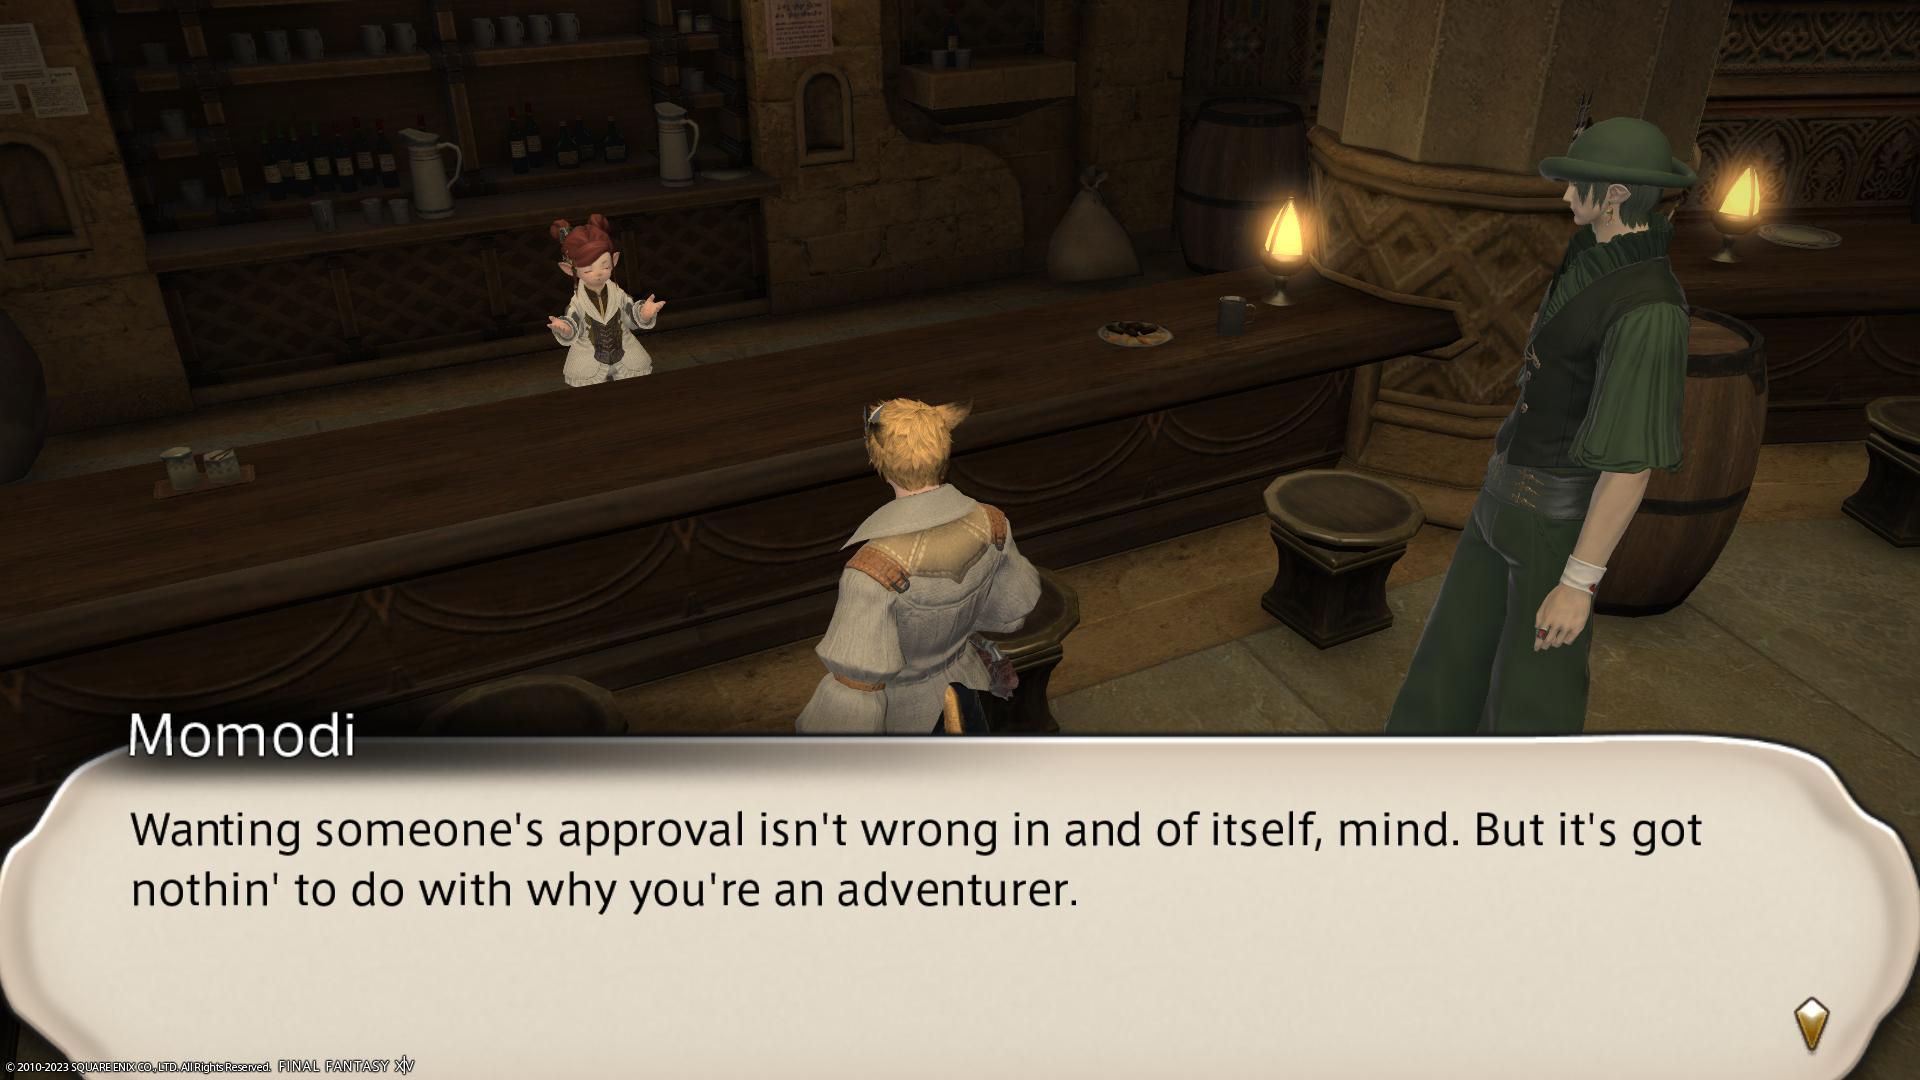 Momodi
Wanting someone's approval isn't wrong in and of itself, mind. But it's got
nothin' to do with why you're an adventurer.
© 2010-2023 SQUARE ENIX CO., LTD. All Rights Reserved. FINAL FANTASY XIV